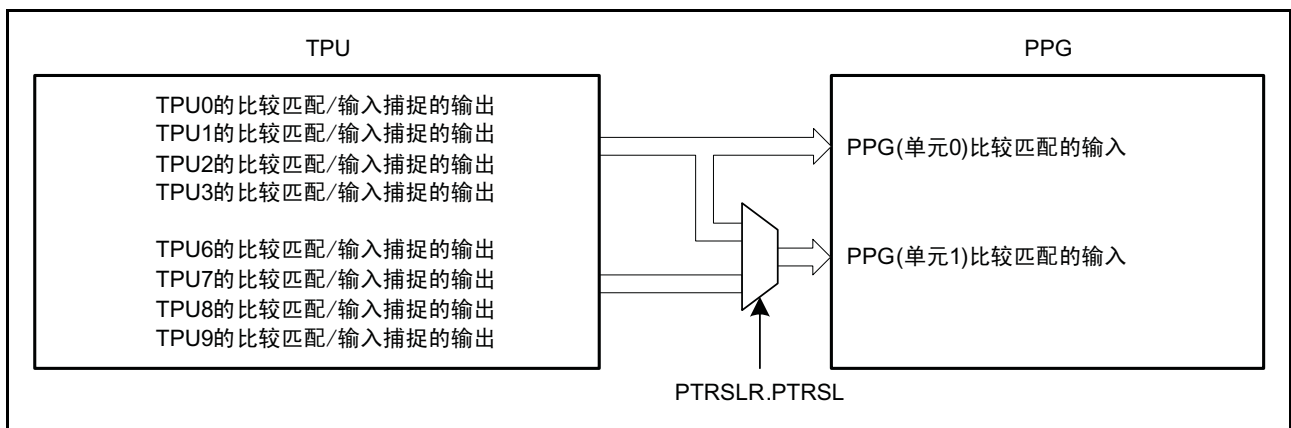 TPU
PPG
TPU0的比较匹配/输入捕捉的输出
TPU1的比较匹配/输入捕捉的输出
TPU2的比较匹配/输入捕捉的输出
TPU3的比较匹配/输入捕捉的输出
TPU6的比较匹配/输入捕捉的输出
TPU7的比较匹配/输入捕捉的输出
TPU8的比较匹配/输入捕捉的输出
TPU9的比较匹配/输入捕捉的输出
PPG(单元0)比较匹配的输入
PPG(单元1)比较匹配的输入
PTRSLR.PTRSL